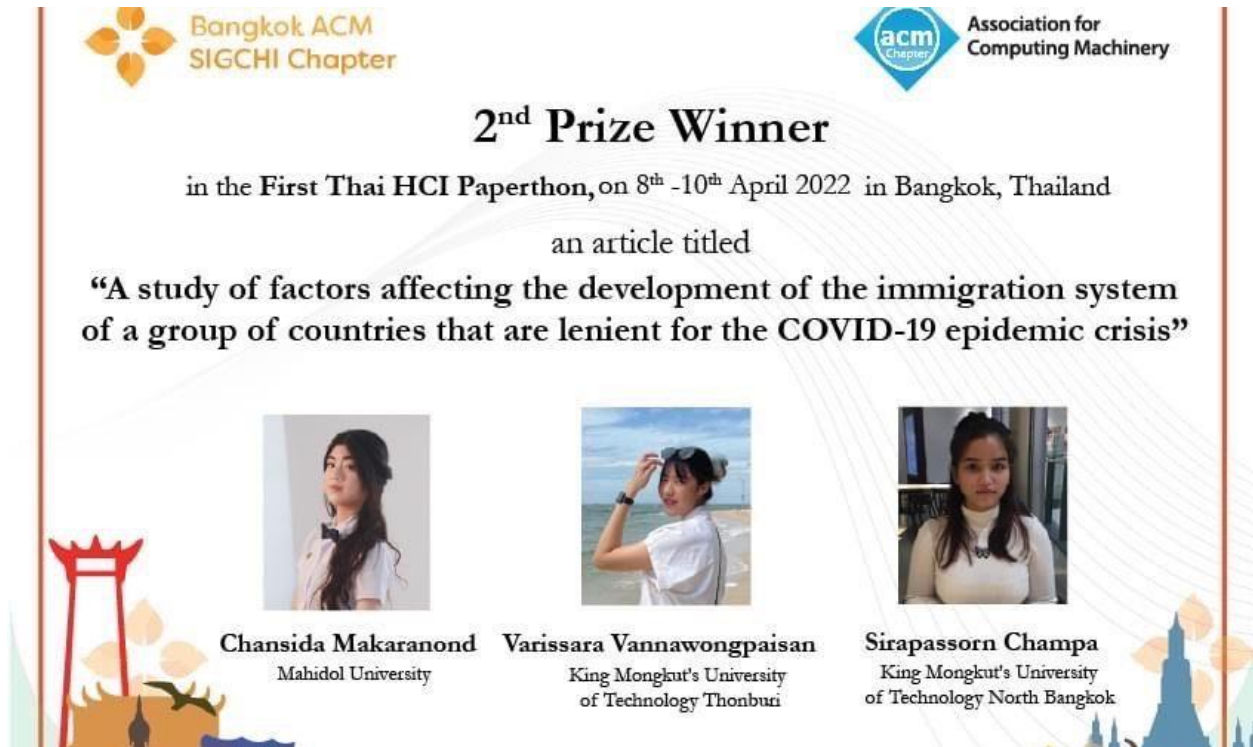 Bangkok ACM
SIGCHI Chapter
acm
Chapter
Association for
Computing Machinery
2nd Prize Winner
in the First Thai HCI Paperthon, on 8th -10th April 2022 in Bangkok, Thailand
an article titled
“A study of factors affecting the development of the immigration system
of a group of countries that are lenient for the COVID-19 epidemic crisis”
Chansida Makaranond
Mahidol University
Varissara Vannawongpaisan
King Mongkut's University
of Technology Thonburi
Sirapassorn Champa
King Mongkut's University
of Technology North Bangkok